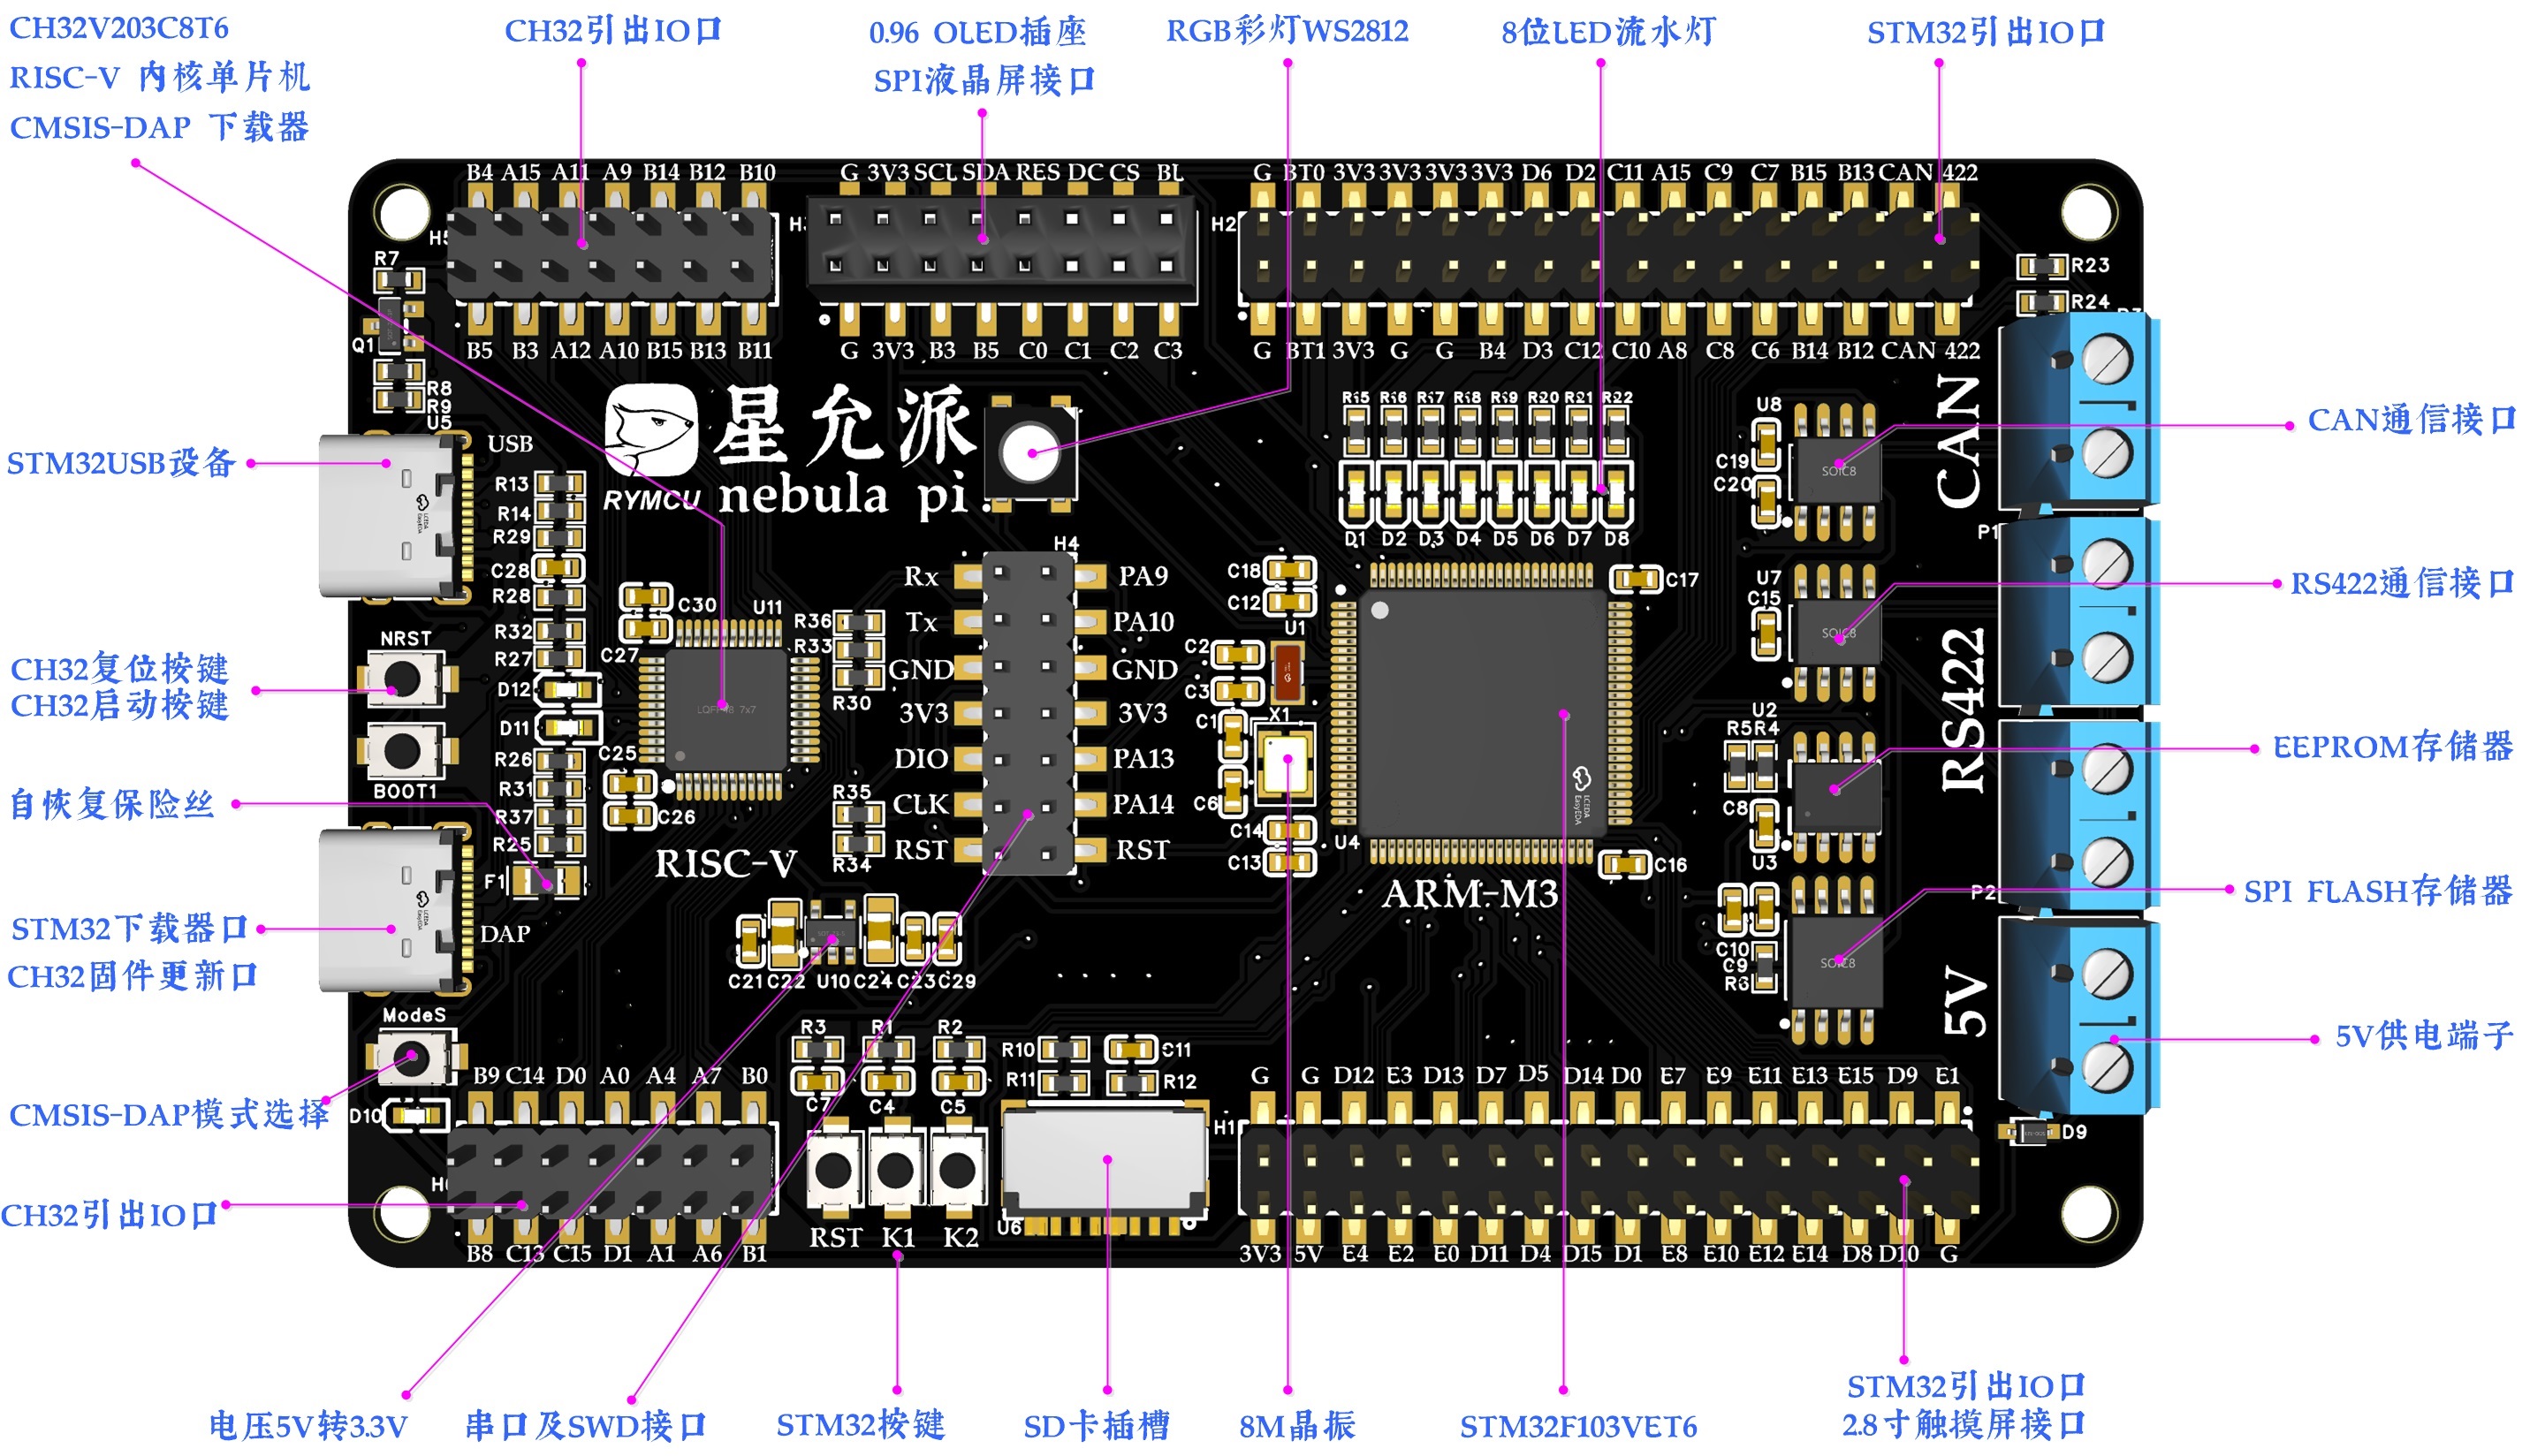 CH32V203C8T6
RISC-V 内核单片机
CMSIS-DAP 下载器
CH32引出IO口
0.96 OLED插座
SPI液晶屏接口
RGB彩灯WS2812
8位LED流水灯
STM32引出IO口
B4 A15 A11 A9 B14 B12 B10
G 3V3 SCL SDA RES DC CS BL
G BT0 3V3 3V3 3V3 3V3 D6 D2 C11 A15 C9 C7 B15 B13 CAN 422
H2
R7
R23
R24
Q1
B5 B3 A12 A10 B15 B13 B11
G 3V3 B3 B5 C0 C1 C2 C3
G BT1 3V3 G G B4 D3 C12 C10 A8 C8 C6 B14 B12 CAN 422
R8
R9
U5
星允派
RYMCU
nebula pi
R15 R16 R17 R18 R19 R20 R21 R22
D1 D2 D3 D4 D5 D6 D7 D8
U8
C19
C20
SOIC8
CAN
CAN通信接口
STM32USB设备
USB
LCEDA
EasyEDA
R13
R14
R29
C28
R28
R32
R27
D12
D11
R26
R31
R37
R25
F1
C30
U11
C27
LQFP48 7x7
C25
C26
RISC-V
R36
R33
R30
R35
R34
H4
Rx PA9
Tx PA10
GND GND
3V3 3V3
DIO PA13
CLK PA14
RST RST
C18
C12
U1
C2
C3
C1
X1
C6
C14
C13
C17
U4
LCEDA
EasyEDA
C16
ARM-M3
P1
U7
C15
SOIC8
RS422
RS422通信接口
U2
R5 R4
C8
EEPROM存储器
U3
P2
C10
C9
R6
SOIC8
SPI FLASH存储器
5V
5V供电端子
D9
NRST
CH32复位按键
CH32启动按键
BOOT1
自恢复保险丝
STM32下载器口
CH32固件更新口
DAP
LCEDA
EasyEDA
ModeS
CMSIS-DAP模式选择
D10
C21 C22 U10 C24 C23 C29
R3 R1 R2
C7 C4 C5
R10 C11
R11 R12
B9 C14 D0 A0 A4 A7 B0
G G D12 E3 D13 D7 D5 D14 D0 E7 E9 E11 E13 E15 D9 E1
H1
CH32引出IO口
B8 C13 C15 D1 A1 A6 B1
RST K1 K2
U6
3V3 5V E4 E2 E0 D11 D4 D15 D1 E8 E10 E12 E14 D8 D10 G
电压5V转3.3V
串口及SWD接口
STM32按键
SD卡插槽
8M晶振
STM32F103VET6
STM32引出IO口
2.8寸触摸屏接口